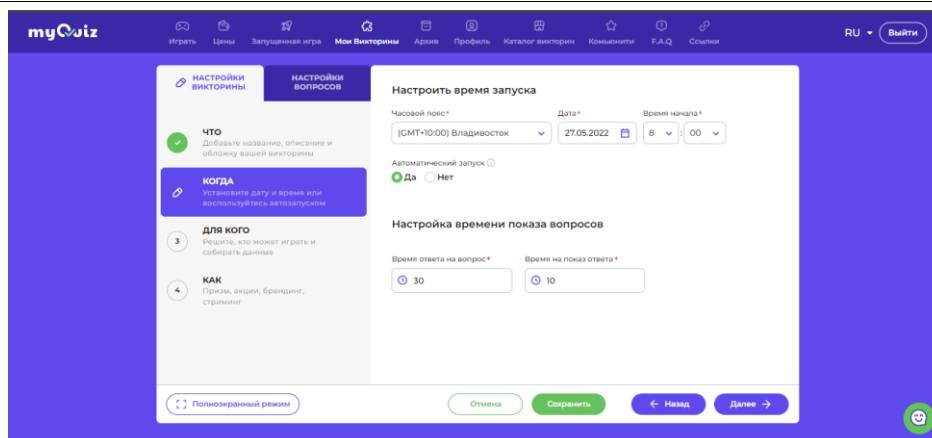 myQuiz
Играть Цены Запущенная игра Мои Викторины Архив Профиль Каталог викторин Комьюнити F.A.Q Ссылки
RU Выйти
НАСТРОЙКИ ВИКТОРИНЫ
НАСТРОЙКИ ВОПРОСОВ
ЧТО
Добавьте название, описание и
обложку вашей викторины
КОГДА
Установите дату и время или
воспользуйтесь автозапуском
3
ДЛЯ КОГО
Решите, кто может играть и
собирать данные
4
КАК
Призы, акции, брендинг,
стриминг
Настроить время запуска
Часовой пояс* Дата* Время начала*
(GMT+10:00) Владивосток 27.05.2022 8 : 00
Автоматический запуск
Да Нет
Настройка времени показа вопросов
Время ответа на вопрос* Время на показ ответа*
30 10
Полноэкранный режим Отмена Сохранить ← Назад Далее →